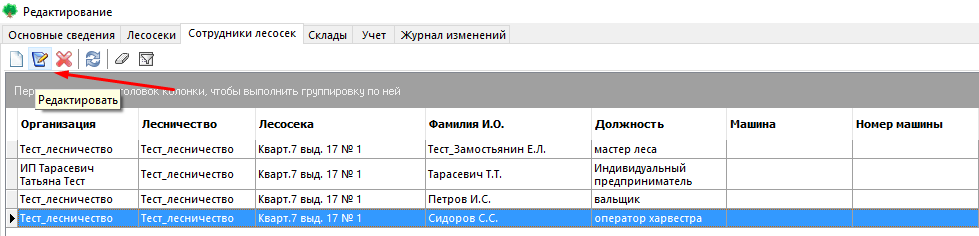 Редактирование
Основные сведения Лесосеки Сотрудники лесосек Склады Учет Журнал изменений
Редактировать
колонки, чтобы выполнить группировку по ней
Организация Лесничество Лесосека Фамилия И.О. Должность Машина Номер машины
Тест_лесничество Тест_лесничество Кварт.7 выд. 17 № 1 Тест_Замостьянин Е.Л. мастер леса
ИП Тарасевич Татьяна Тест Тест_лесничество Кварт.7 выд. 17 № 1 Тарасевич Т.Т. Индивидуальный предприниматель
Тест_лесничество Тест_лесничество Кварт.7 выд. 17 № 1 Петров И.С. вальщик
Тест_лесничество Тест_лесничество Кварт.7 выд. 17 № 1 Сидоров С.С. оператор харвестра